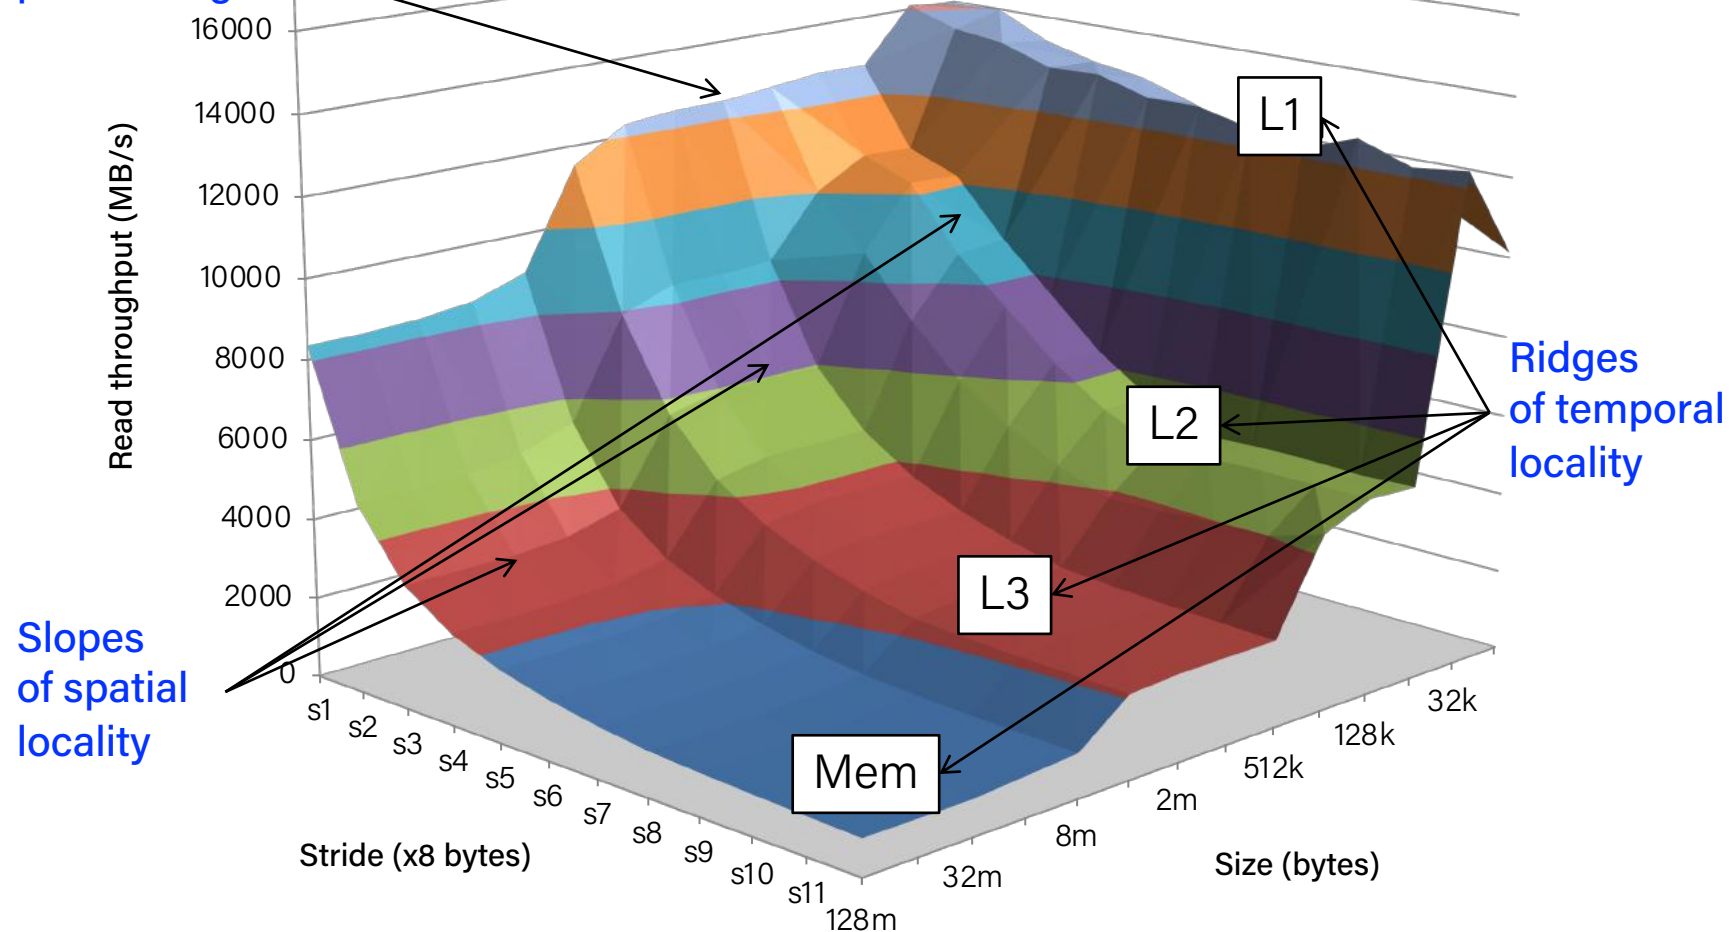 16000
14000
12000
10000
8000
6000
4000
2000
0
Read throughput (MB/s)
L1
L2
L3
Mem
Ridges
of temporal
locality
Slopes
of spatial
locality
s1
s2
s3
s4
s5
s6
s7
s8
s9
s10
s11
Stride (x8 bytes)
128m
32m
8m
2m
512k
128k
32k
Size (bytes)